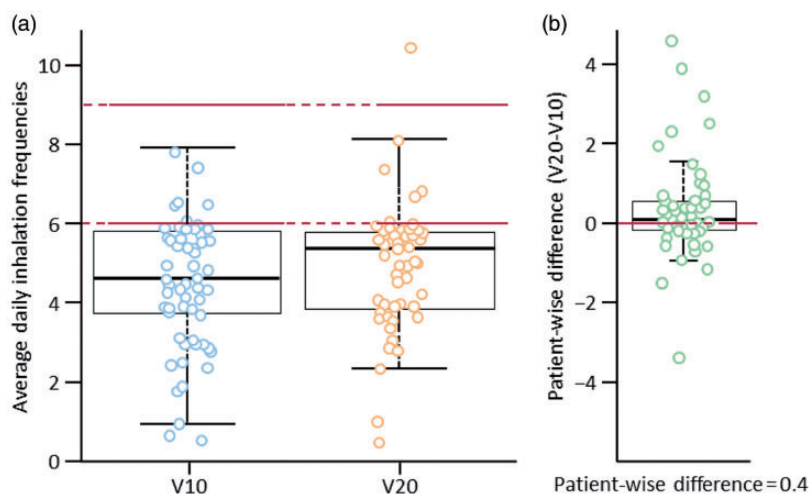 (a)
Average daily inhalation frequencies
10
8
6
4
2
0
V10
V20
(b)
Patient-wise difference (V20-V10)
4
2
0
−2
−4
Patient-wise difference = 0.4